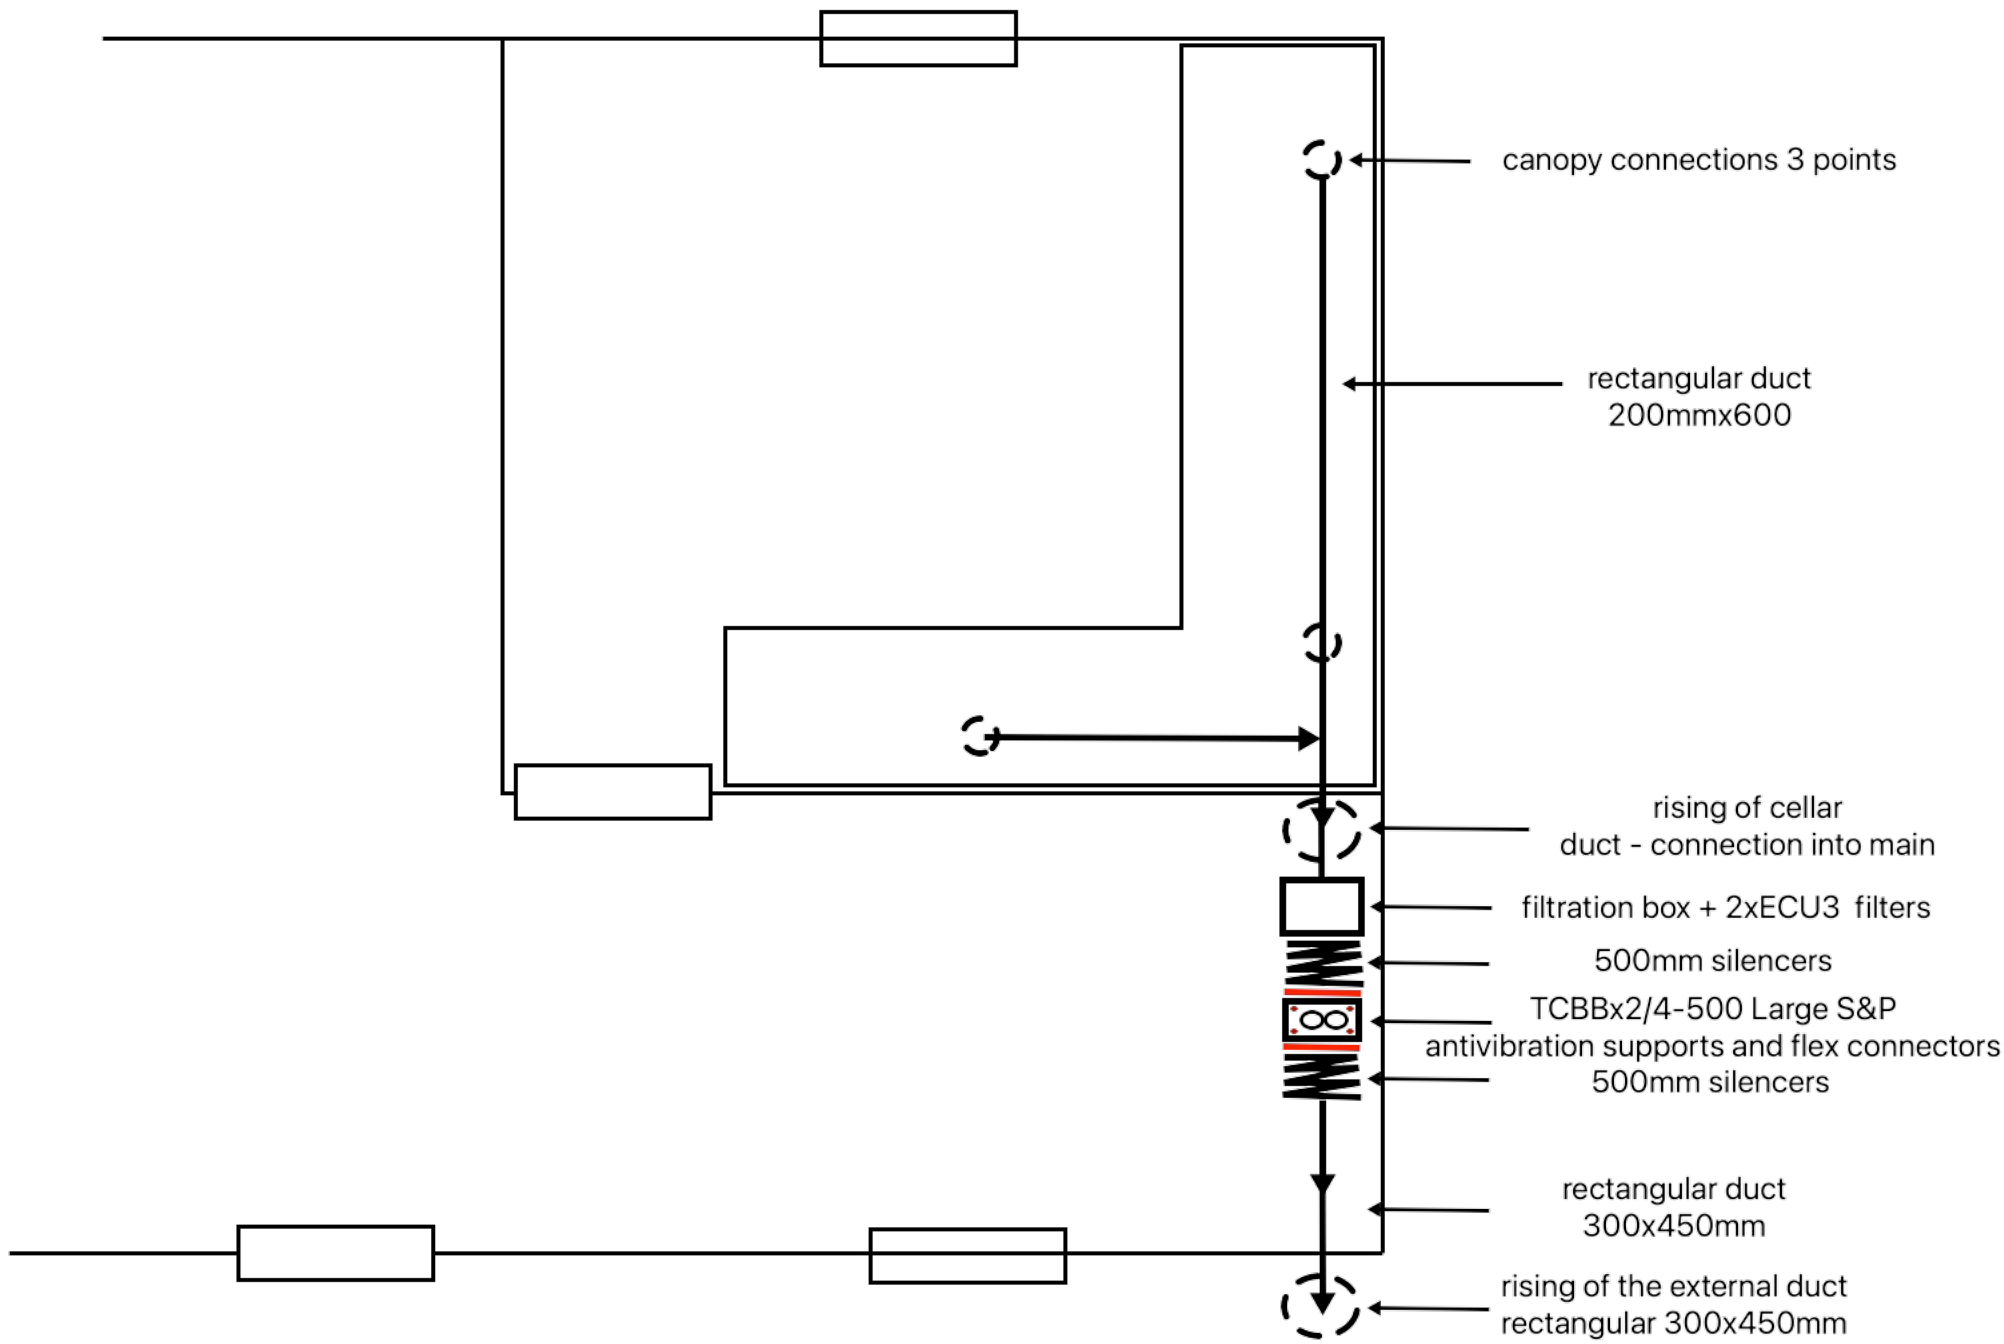 canopy connections 3 points
rectangular duct
200mmx600
rising of cellar
duct - connection into main
filtration box + 2xECU3 filters
500mm silencers
TCBBx2/4-500 Large S&P
antivibration supports and flex connectors
500mm silencers
rectangular duct
300x450mm
rising of the external duct
rectangular 300x450mm